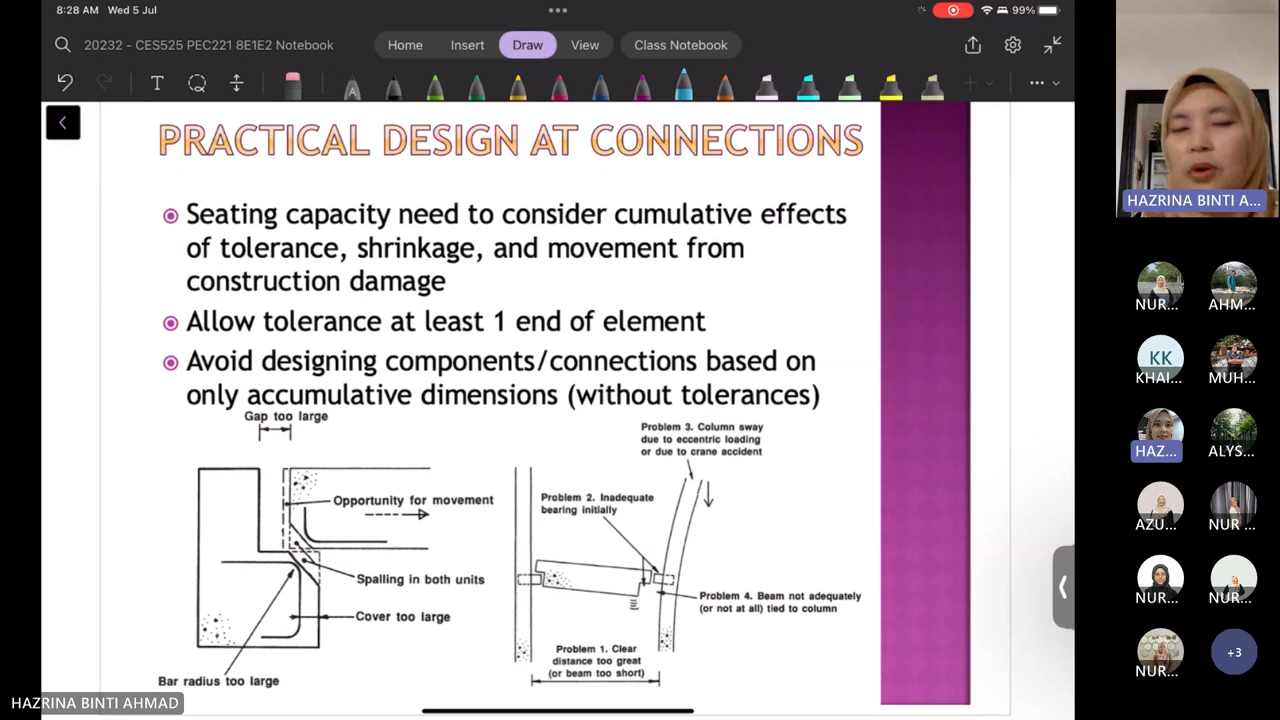 8:28 AM Wed 5 Jul
99%
20232 - CES525 PEC221 8E1E2 Notebook
Home Insert Draw View Class Notebook
T
A
PRACTICAL DESIGN AT CONNECTIONS
Seating capacity need to consider cumulative effects
of tolerance, shrinkage, and movement from
construction damage
Allow tolerance at least 1 end of element
Avoid designing components/connections based on
only accumulative dimensions (without tolerances)
Gap too large
Opportunity for movement
Spalling in both units
Cover too large
Bar radius too large
Problem 3. Column sway
due to eccentric loading
or due to crane accident
Problem 2. Inadequate
bearing initially
Problem 4. Beam not adequately
(or not at all) tied to column
Problem 1. Clear
distance too great
(or beam too short)
HAZRINA BINTI AHMAD
HAZRINA BINTI A...
NUR... AHM...
KK
KHAI... MUH...
HAZ... ALYS...
AZU... NUR ...
NUR... NUR...
NUR... +3